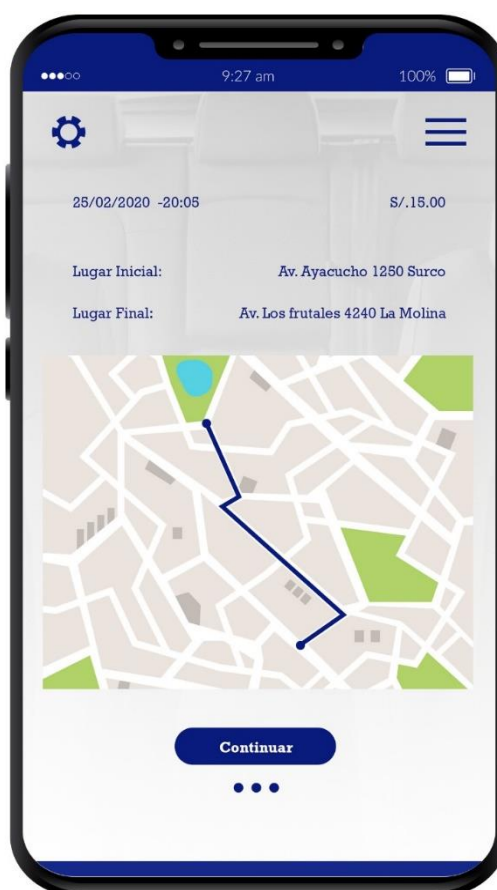 9:27 am 100%
25/02/2020 -20:05 S/.15.00
Lugar Inicial: Av. Ayacucho 1250 Surco
Lugar Final: Av. Los frutales 4240 La Molina
Continuar